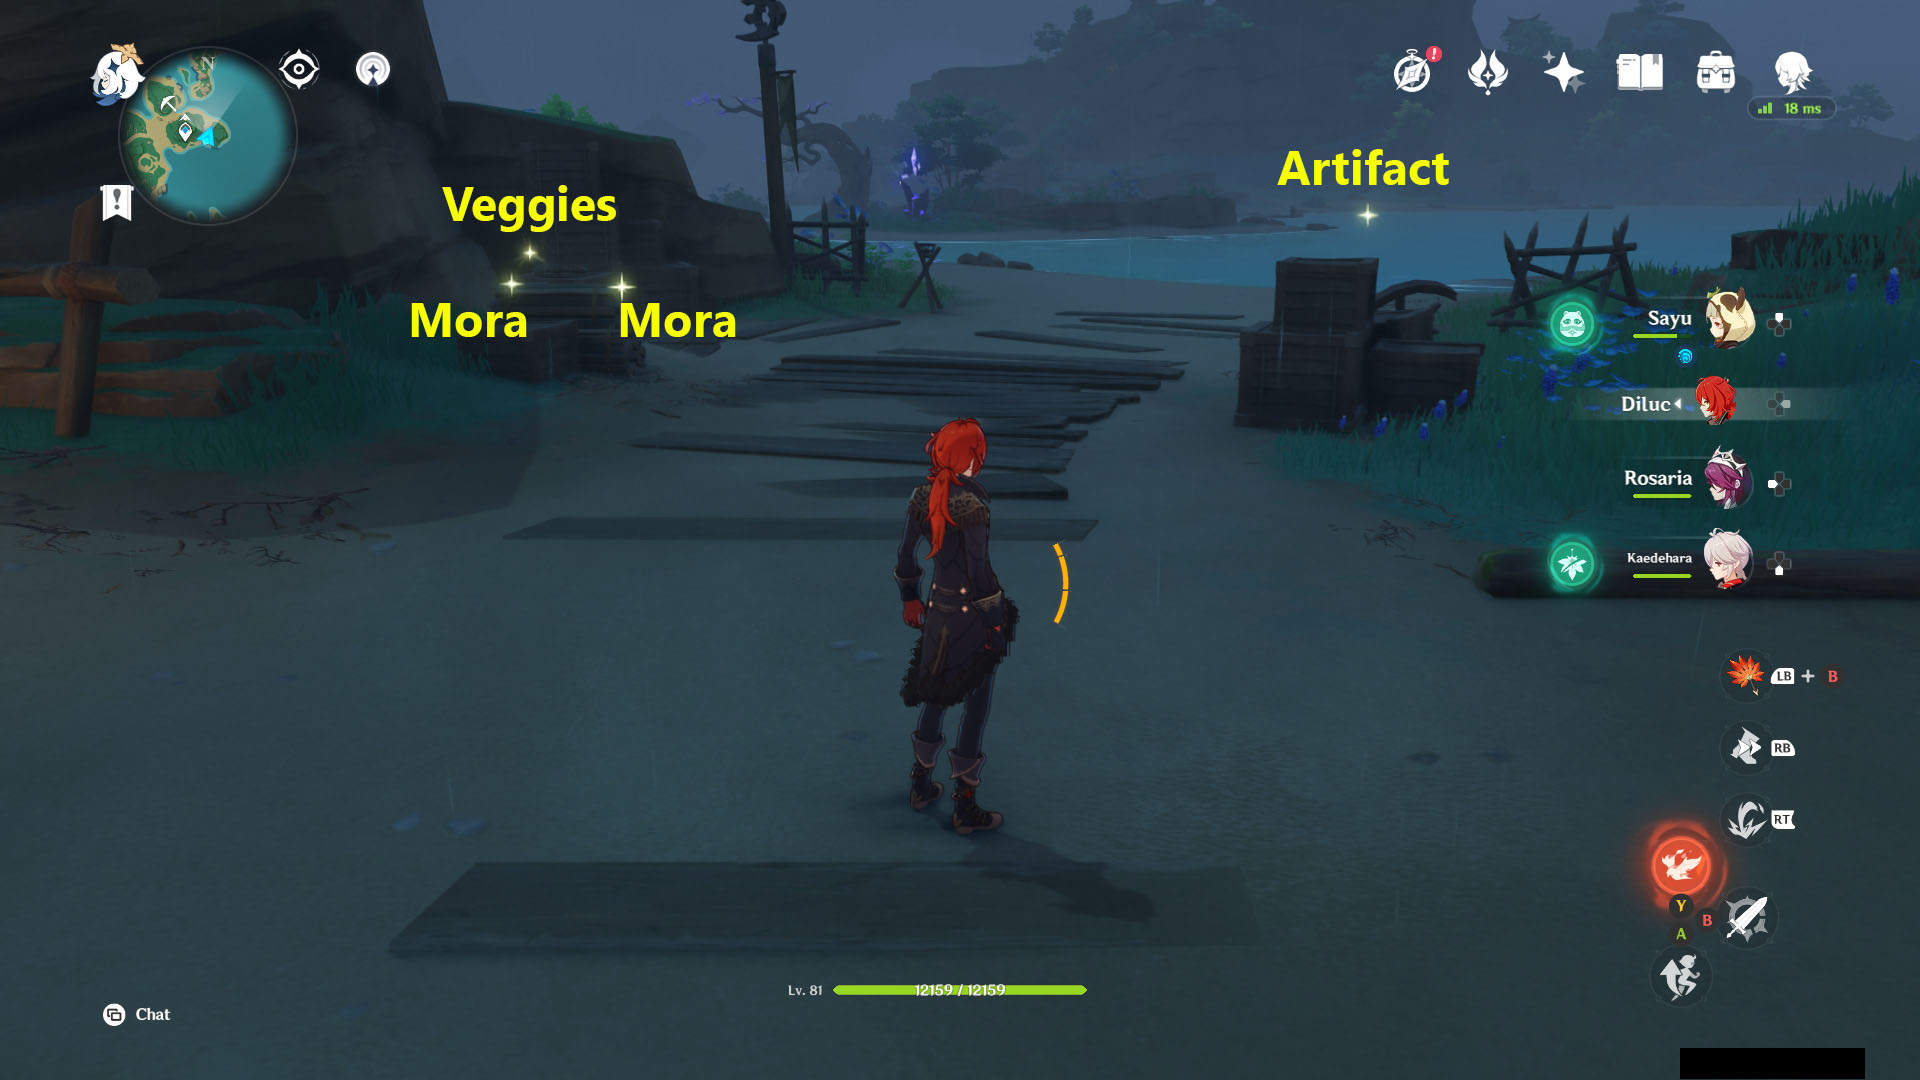 N
18 ms
Artifact
Veggies
Mora Mora
Sayu
Diluc
Rosaria
Kaedehara
LB + B
RB
RT
Y
B
A
Lv. 81 12159 / 12159
Chat